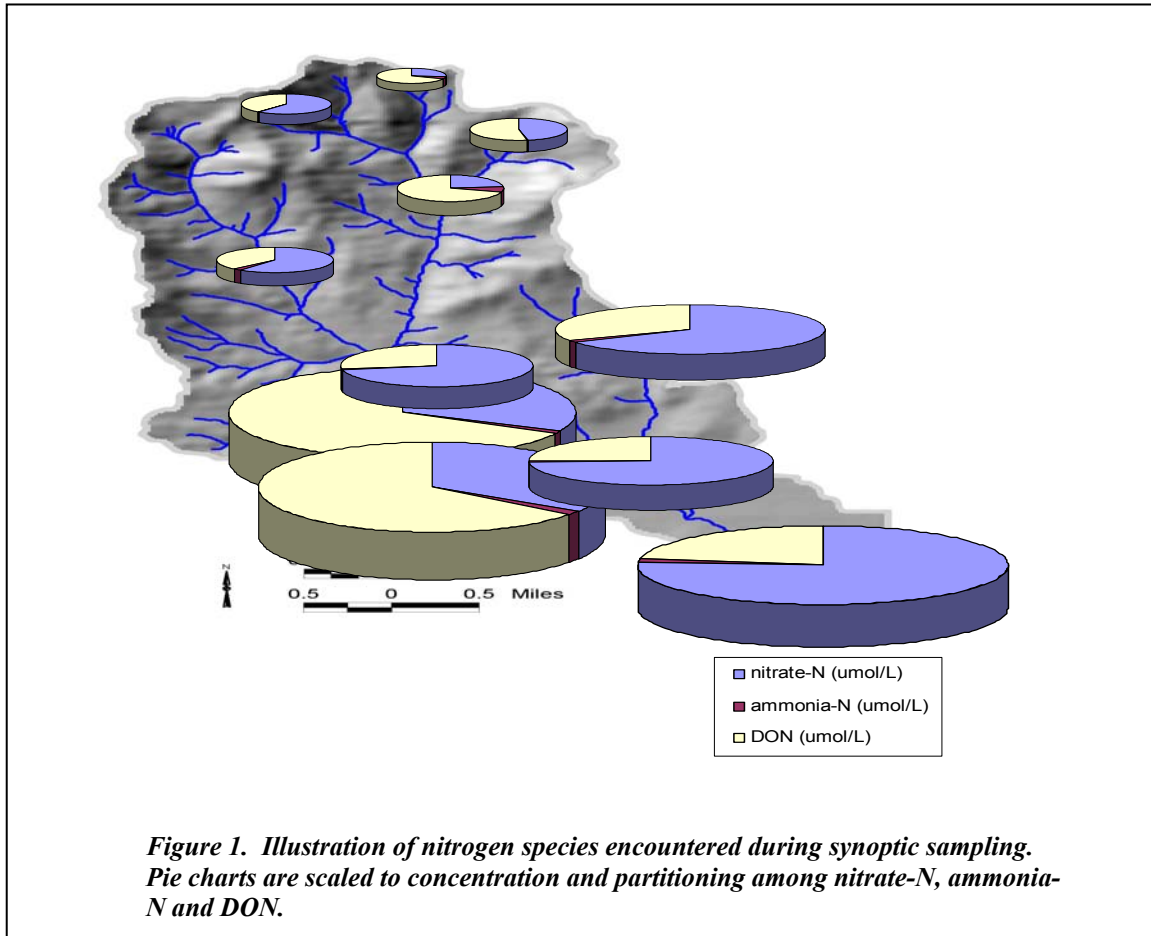 N
0.5 0 0.5 Miles
nitrate-N (umol/L)
ammonia-N (umol/L)
DON (umol/L)
Figure 1. Illustration of nitrogen species encountered during synoptic sampling.
Pie charts are scaled to concentration and partitioning among nitrate-N, ammonia-
N and DON.